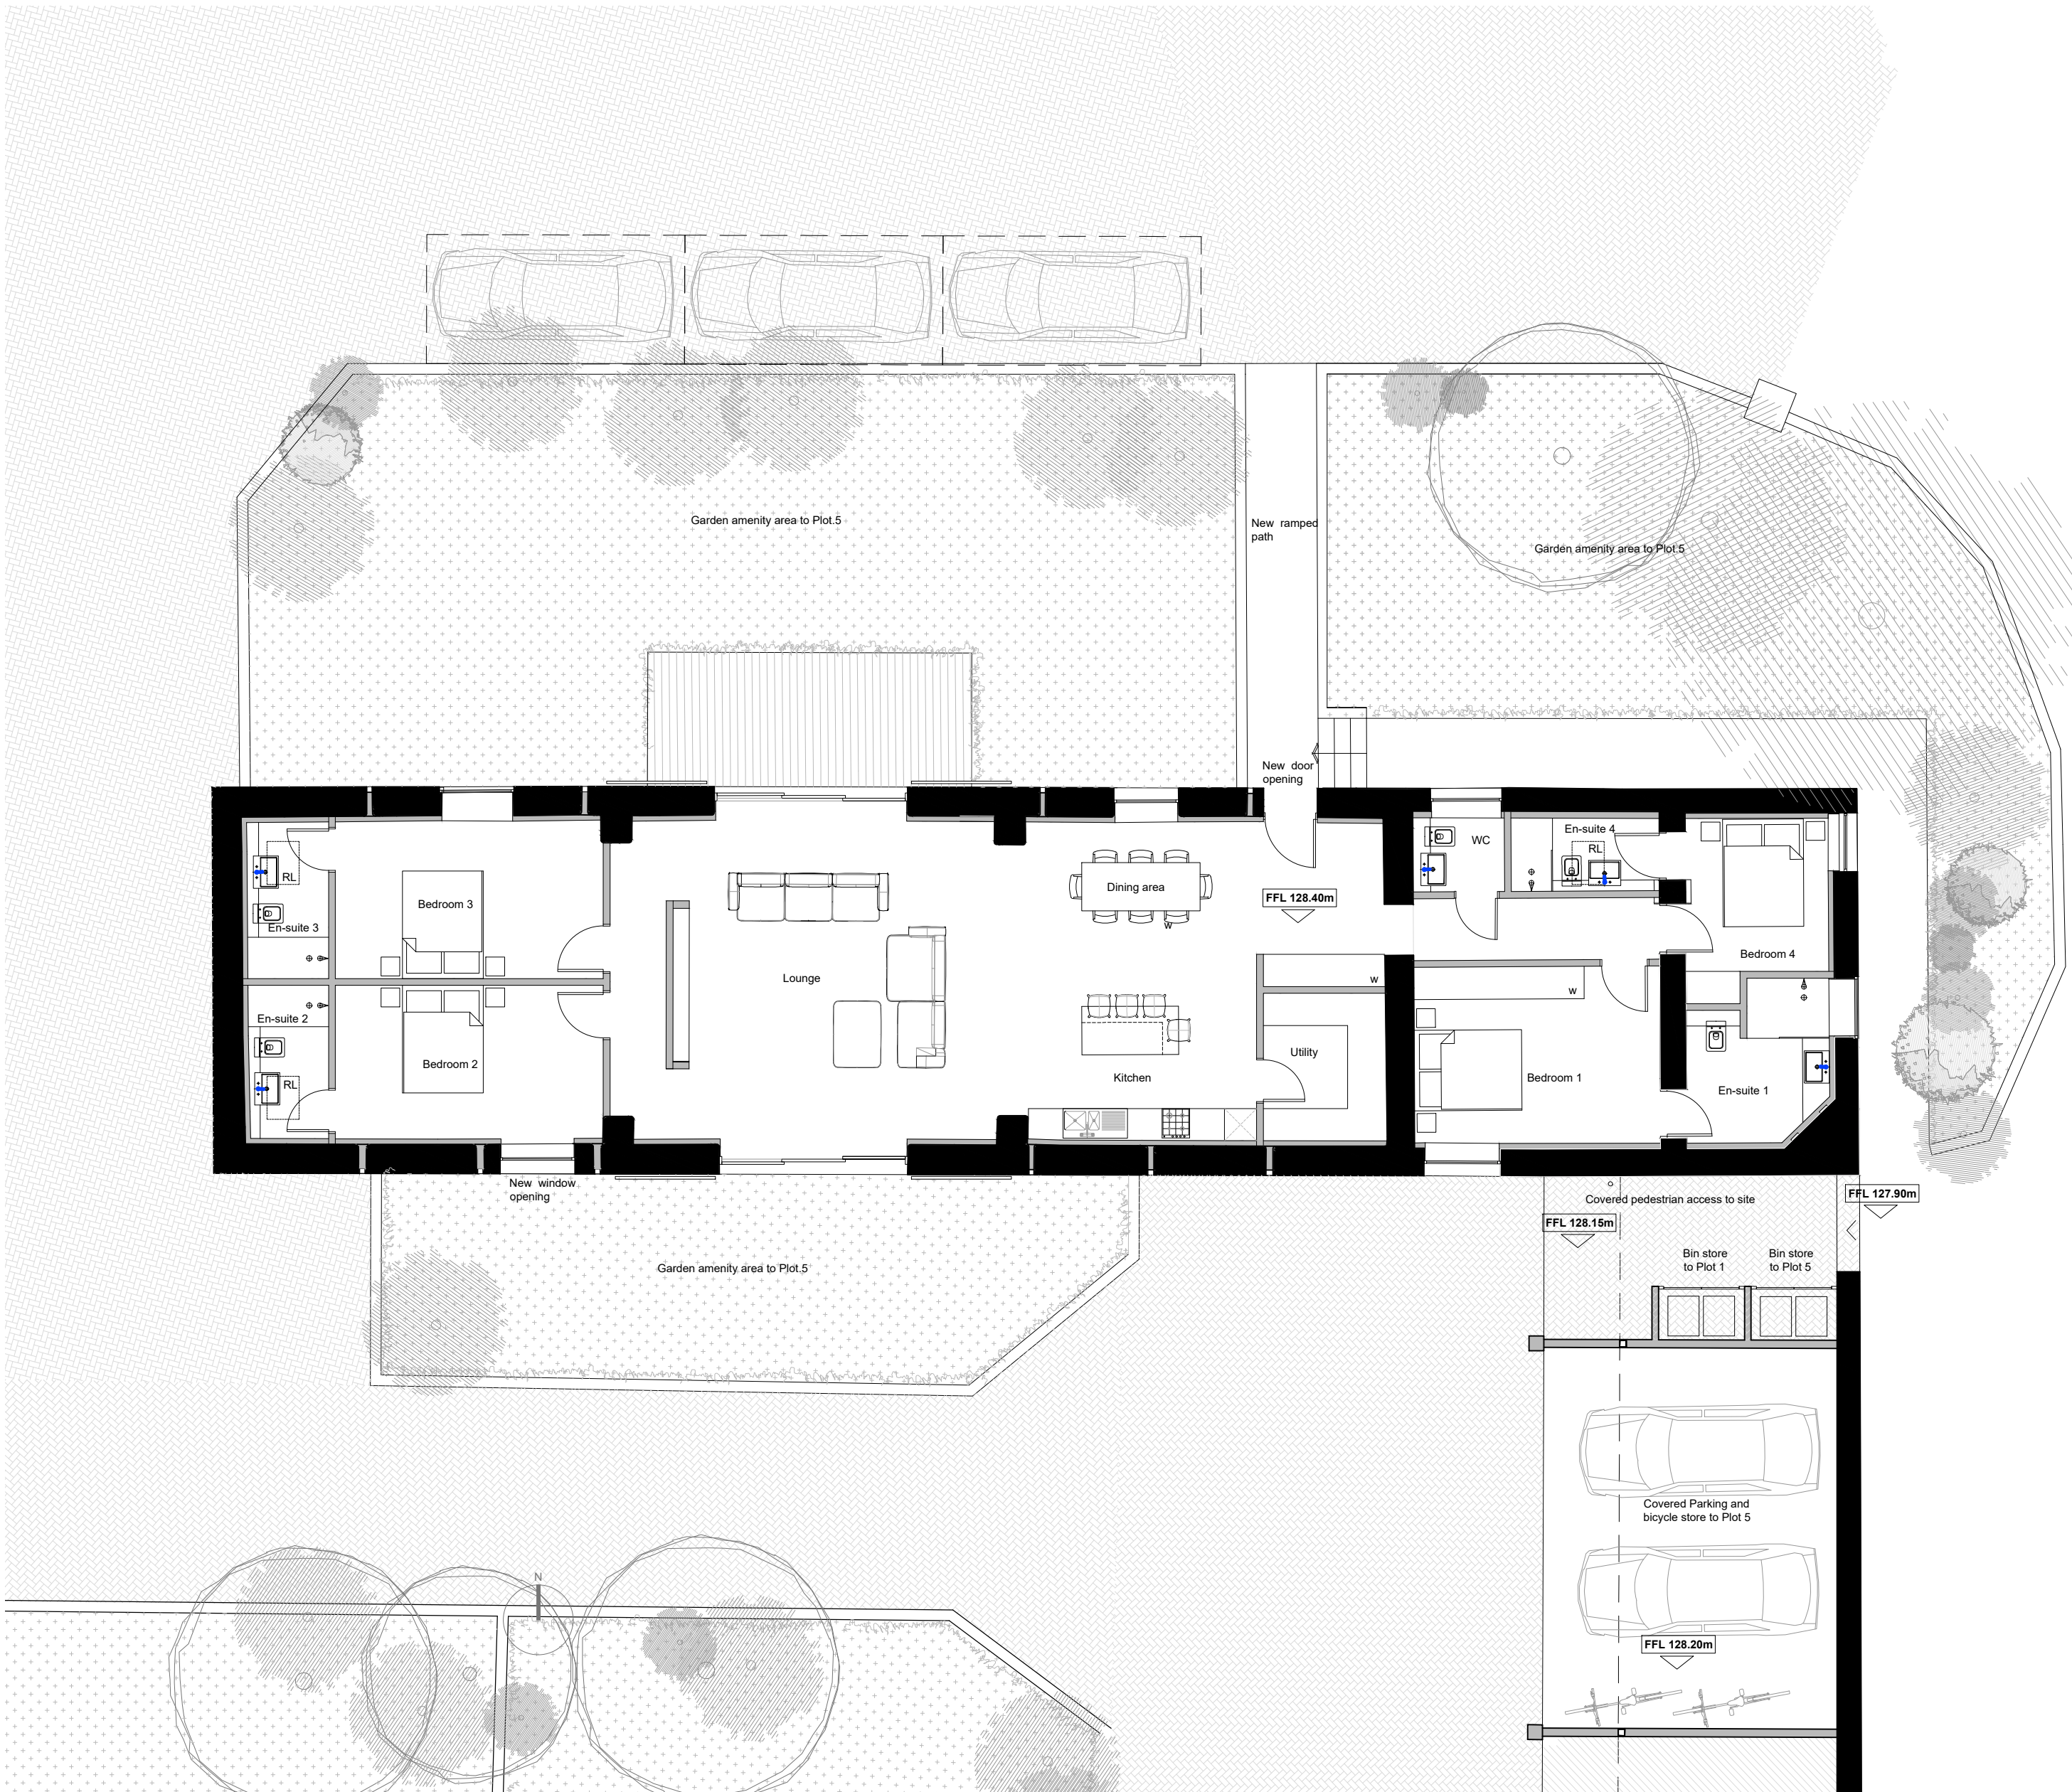 Garden amenity area to Plot.5
New ramped
path
Garden amenity area to Plot.5
New door
opening
En-suite 4
RL
WC
RL
Bedroom 3
Dining area
FFL 128.40m
w
En-suite 3
Bedroom 4
Lounge
w
w
En-suite 2
Utility
Bedroom 2
RL
Kitchen
Bedroom 1
En-suite 1
New window
opening
Covered pedestrian access to site
FFL 127.90m
FFL 128.15m
Bin store
to Plot 1
Bin store
to Plot 5
Garden amenity area to Plot.5
Covered Parking and
bicycle store to Plot 5
N
FFL 128.20m